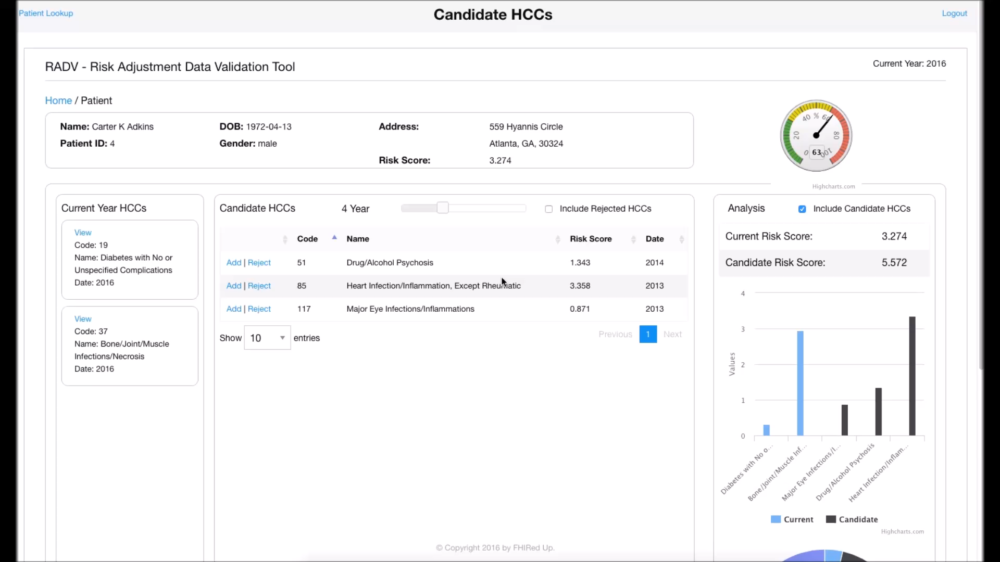 Patient Lookup
Candidate HCCs
Logout
RADV - Risk Adjustment Data Validation Tool
Current Year: 2016
Home / Patient
Name: Carter K Adkins
DOB: 1972-04-13
Address:
559 Hyannis Circle
Patient ID: 4
Gender: male
Atlanta, GA, 30324
Risk Score:
3.274
0
20
40
%
60
80
100
63
Highcharts.com
Current Year HCCs
View
Code: 19
Name: Diabetes with No or
Unspecified Complications
Date: 2016
View
Code: 37
Name: Bone/Joint/Muscle
Infections/Necrosis
Date: 2016
Candidate HCCs
4 Year
Include Rejected HCCs
Code Name Risk Score Date
Add | Reject 51 Drug/Alcohol Psychosis 1.343 2014
Add | Reject 85 Heart Infection/Inflammation, Except Rheumatic 3.358 2013
Add | Reject 117 Major Eye Infections/Inflammations 0.871 2013
Show 10 entries
Previous 1 Next
Analysis
Include Candidate HCCs
Current Risk Score: 3.274
Candidate Risk Score: 5.572
4
3
2
1
0
Values
Diabetes with No o...
Bone/Joint/Muscle Inf...
Major Eye Infections/I...
Drug/Alcohol Psychosis
Heart Infection/Inflam...
Current Candidate
Highcharts.com
© Copyright 2016 by FHIRed Up.